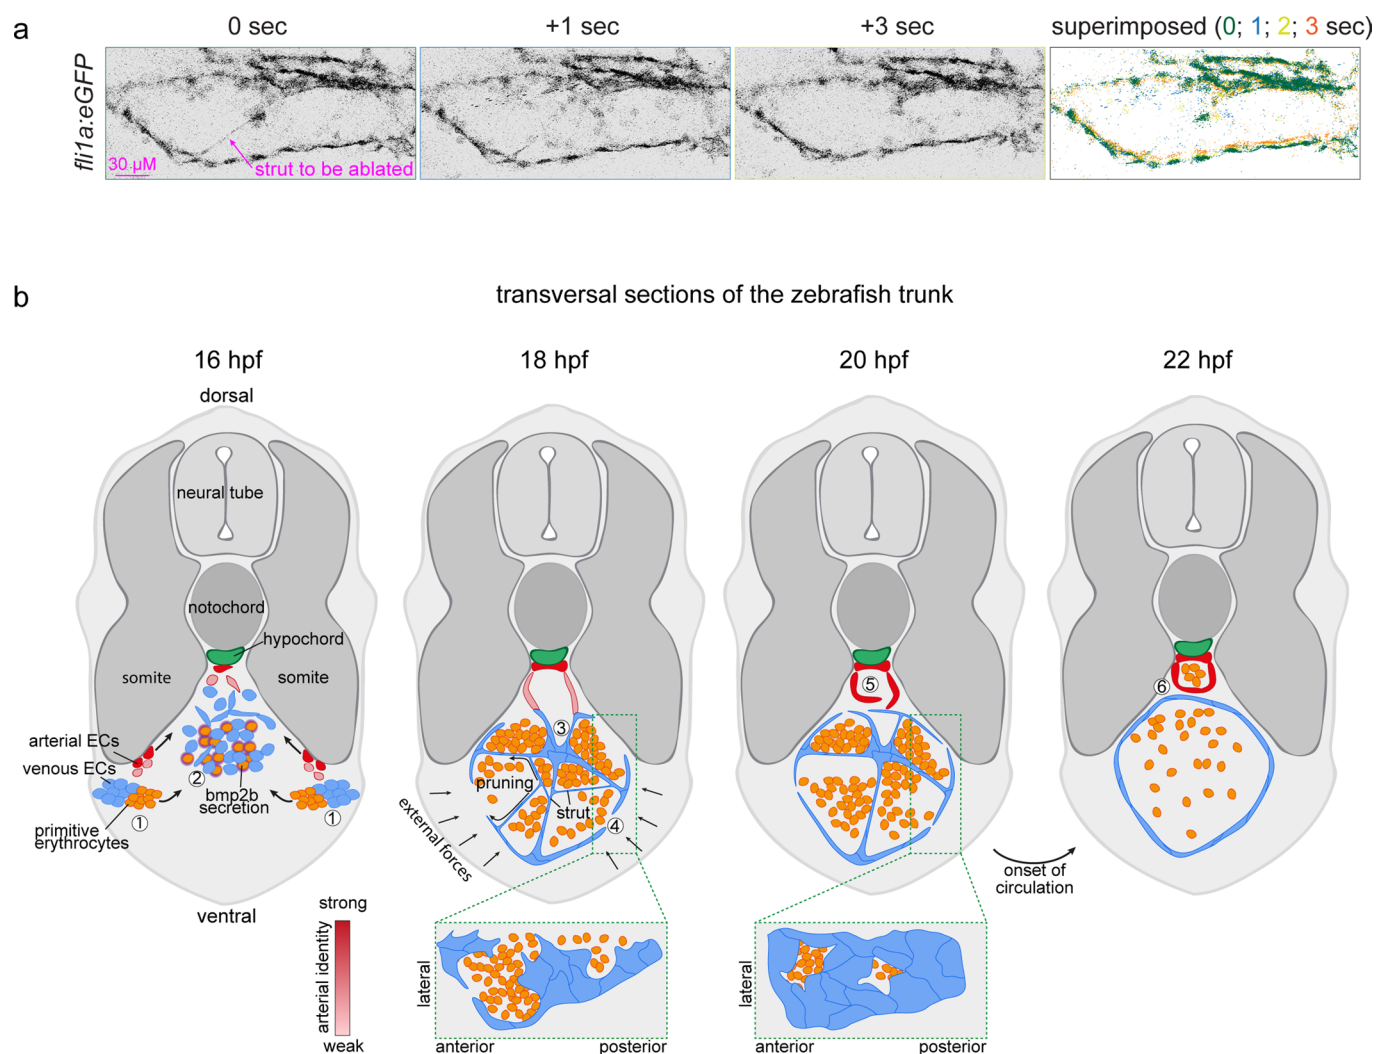 a
0 sec
+1 sec
+3 sec
superimposed (0; 1; 2; 3 sec)
fli1a:eGFP
30 µM
strut to be ablated
b
transversal sections of the zebrafish trunk
16 hpf
18 hpf
20 hpf
22 hpf
dorsal
neural tube
notochord
hypochord
somite
somite
arterial ECs
venous ECs
primitive
erythrocytes
1
2
bmp2b
secretion
1
ventral
3
pruning
strut
4
external forces
5
onset of
circulation
6
strong
arterial identity
weak
lateral
anterior
posterior
lateral
anterior
posterior